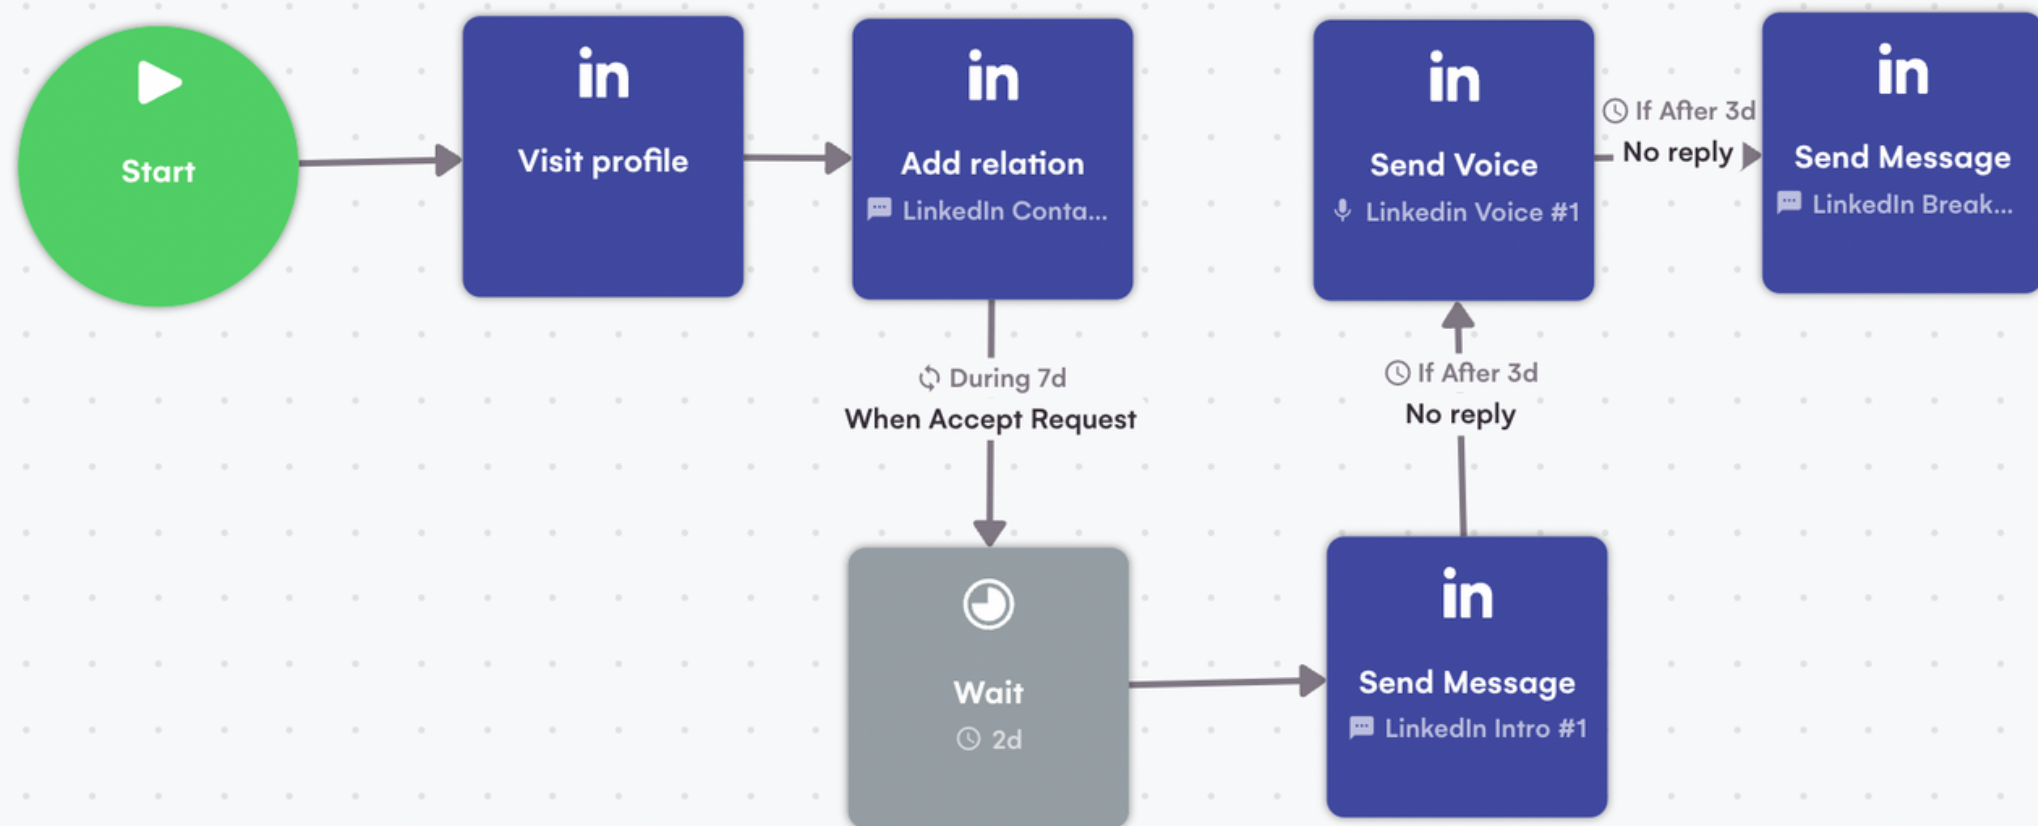 Start
in
Visit profile
in
Add relation
LinkedIn Conta...
During 7d
When Accept Request
Wait
2d
in
Send Message
LinkedIn Intro #1
If After 3d
No reply
in
Send Voice
Linkedin Voice #1
If After 3d
No reply
in
Send Message
LinkedIn Break...